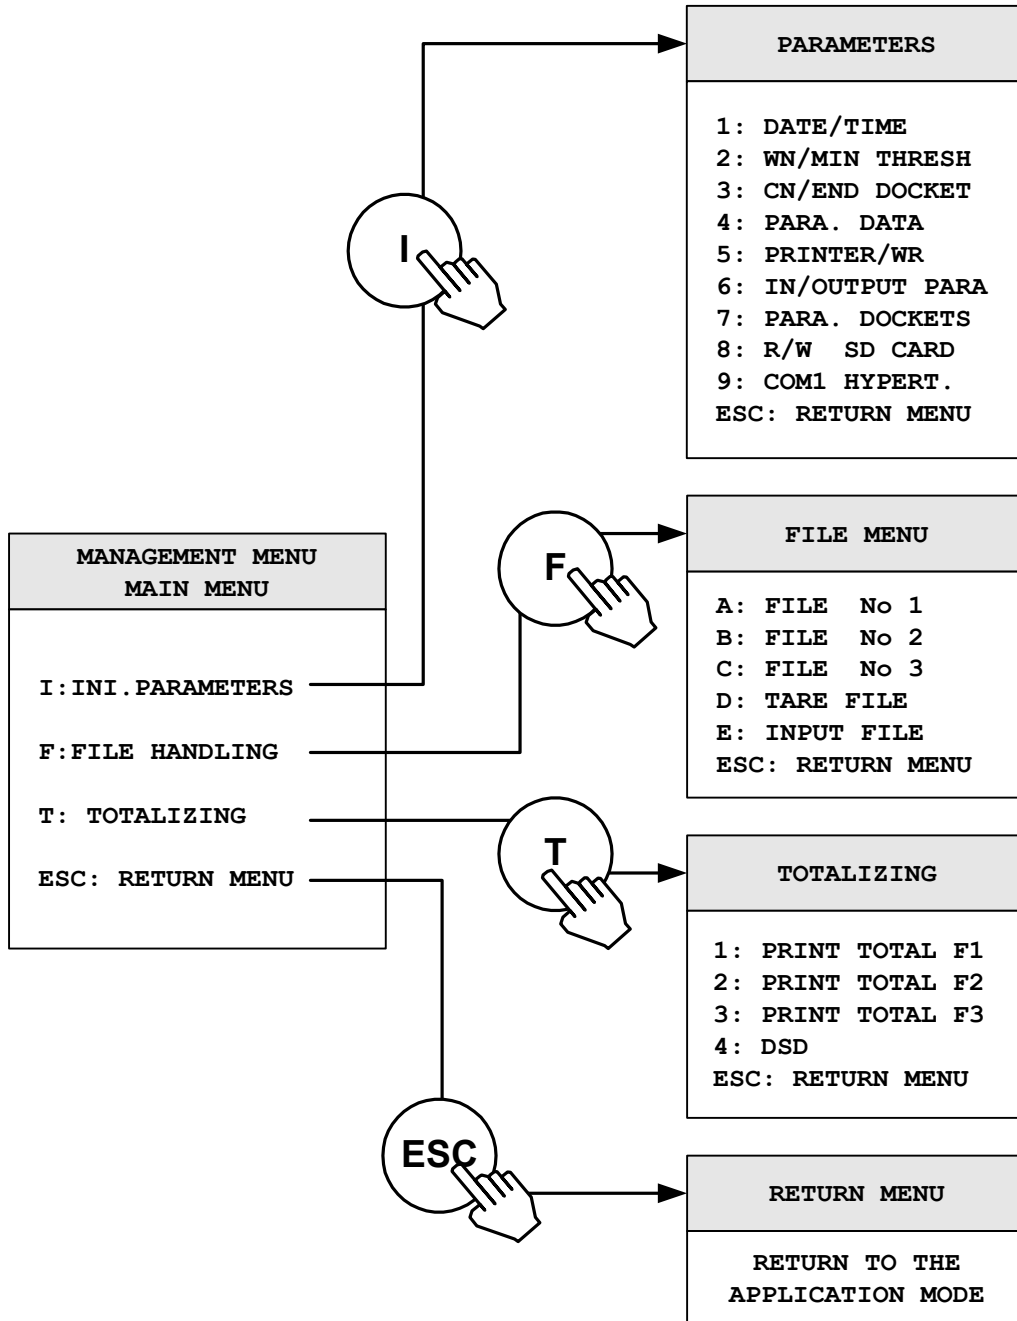 PARAMETERS
1: DATE/TIME
2: WN/MIN THRESH
3: CN/END DOCKET
4: PARA. DATA
5: PRINTER/WR
6: IN/OUTPUT PARA
7: PARA. DOCKETS
8: R/W  SD CARD
9: COM1 HYPERT.
ESC: RETURN MENU
I
MANAGEMENT MENU
MAIN MENU
I:INI.PARAMETERS
F:FILE HANDLING
T: TOTALIZING
ESC: RETURN MENU
F
FILE MENU
A: FILE  No 1
B: FILE  No 2
C: FILE  No 3
D: TARE FILE
E: INPUT FILE
ESC: RETURN MENU
T
TOTALIZING
1: PRINT TOTAL F1
2: PRINT TOTAL F2
3: PRINT TOTAL F3
4: DSD
ESC: RETURN MENU
ESC
RETURN MENU
RETURN TO THE
APPLICATION MODE